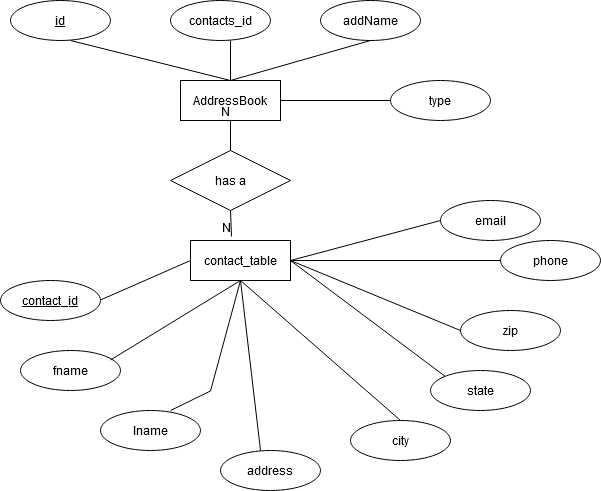 id
contacts_id
addName
AddressBook
N
type
has a
N
contact_table
email
phone
contact_id
zip
fname
state
lname
city
address